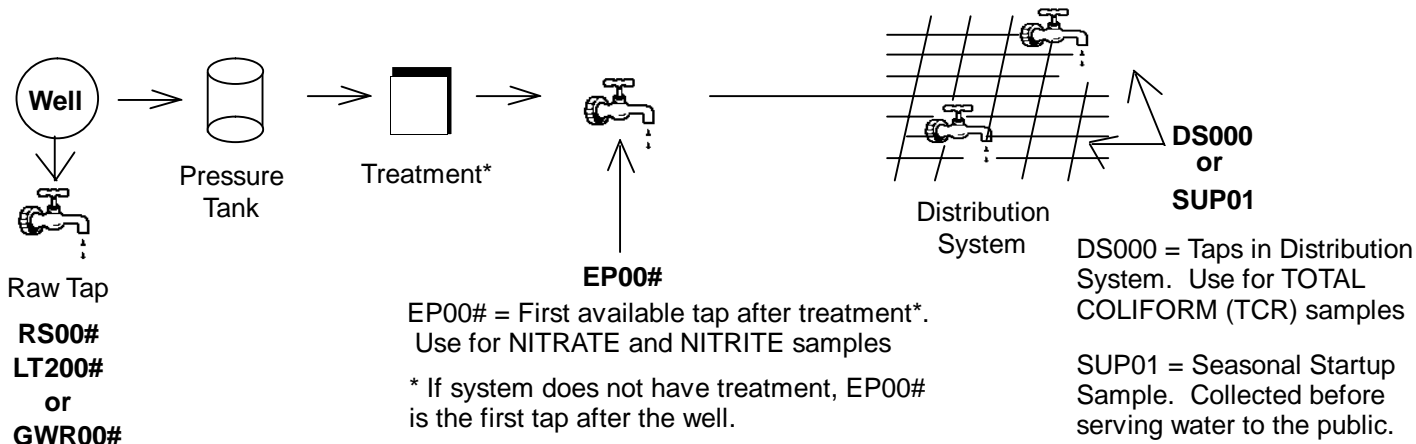 Well
Raw Tap
RS00#
LT200#
or
GWR00#
Pressure
Tank
Treatment*
EP00#
EP00# = First available tap after treatment*.
Use for NITRATE and NITRITE samples
* If system does not have treatment, EP00#
is the first tap after the well.
Distribution
System
DS000
or
SUP01
DS000 = Taps in Distribution
System.  Use for TOTAL
COLIFORM (TCR) samples
SUP01 = Seasonal Startup
Sample.  Collected before
serving water to the public.